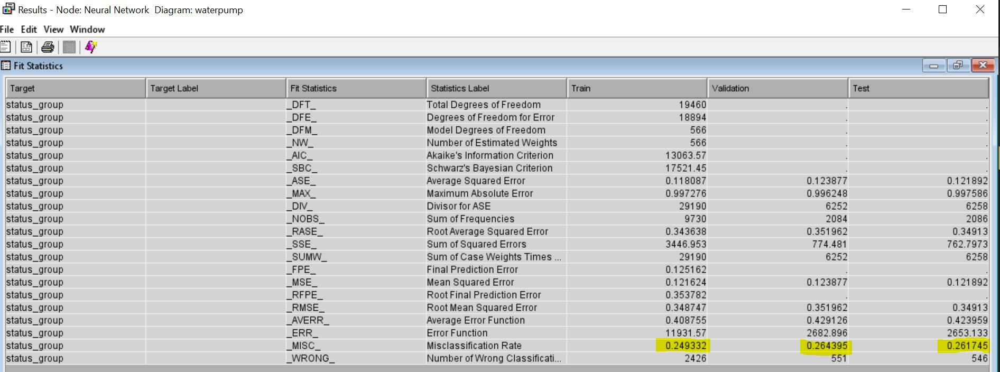 Results - Node: Neural Network Diagram: waterpump
File Edit View Window
Fit Statistics
Target Target Label Fit Statistics Statistics Label Train Validation Test
status_group _DFT_ Total Degrees of Freedom 19460 . .
status_group _DFE_ Degrees of Freedom for Error 18894 . .
status_group _DFM_ Model Degrees of Freedom 566 . .
status_group _NW_ Number of Estimated Weights 566 . .
status_group _AIC_ Akaike's Information Criterion 13063.57 . .
status_group _SBC_ Schwarz's Bayesian Criterion 17521.45 . .
status_group _ASE_ Average Squared Error 0.118087 0.123877 0.121892
status_group _MAX_ Maximum Absolute Error 0.997276 0.996248 0.997586
status_group _DIV_ Divisor for ASE 29190 6252 6258
status_group _NOBS_ Sum of Frequencies 9730 2084 2086
status_group _RASE_ Root Average Squared Error 0.343638 0.351962 0.34913
status_group _SSE_ Sum of Squared Errors 3446.953 774.481 762.7973
status_group _SUMW_ Sum of Case Weights Times ... 29190 6252 6258
status_group _FPE_ Final Prediction Error 0.125162 . .
status_group _MSE_ Mean Squared Error 0.121624 0.123877 0.121892
status_group _RFPE_ Root Final Prediction Error 0.353782 . .
status_group _RMSE_ Root Mean Squared Error 0.348747 0.351962 0.34913
status_group _AVERR_ Average Error Function 0.408755 0.429126 0.423959
status_group _ERR_ Error Function 11931.57 2682.896 2653.133
status_group _MISC_ Misclassification Rate 0.249332 0.264395 0.261745
status_group _WRONG_ Number of Wrong Classificati... 2426 551 546